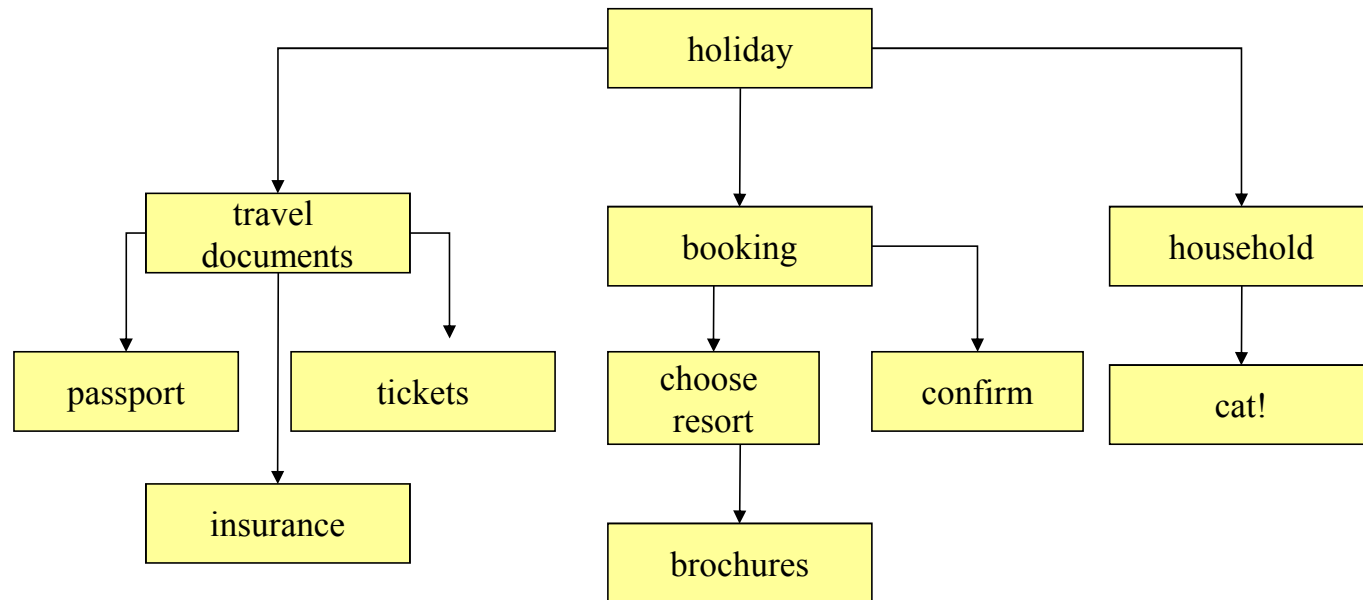 holiday
travel
documents
booking
household
passport
tickets
choose
resort
confirm
cat!
insurance
brochures